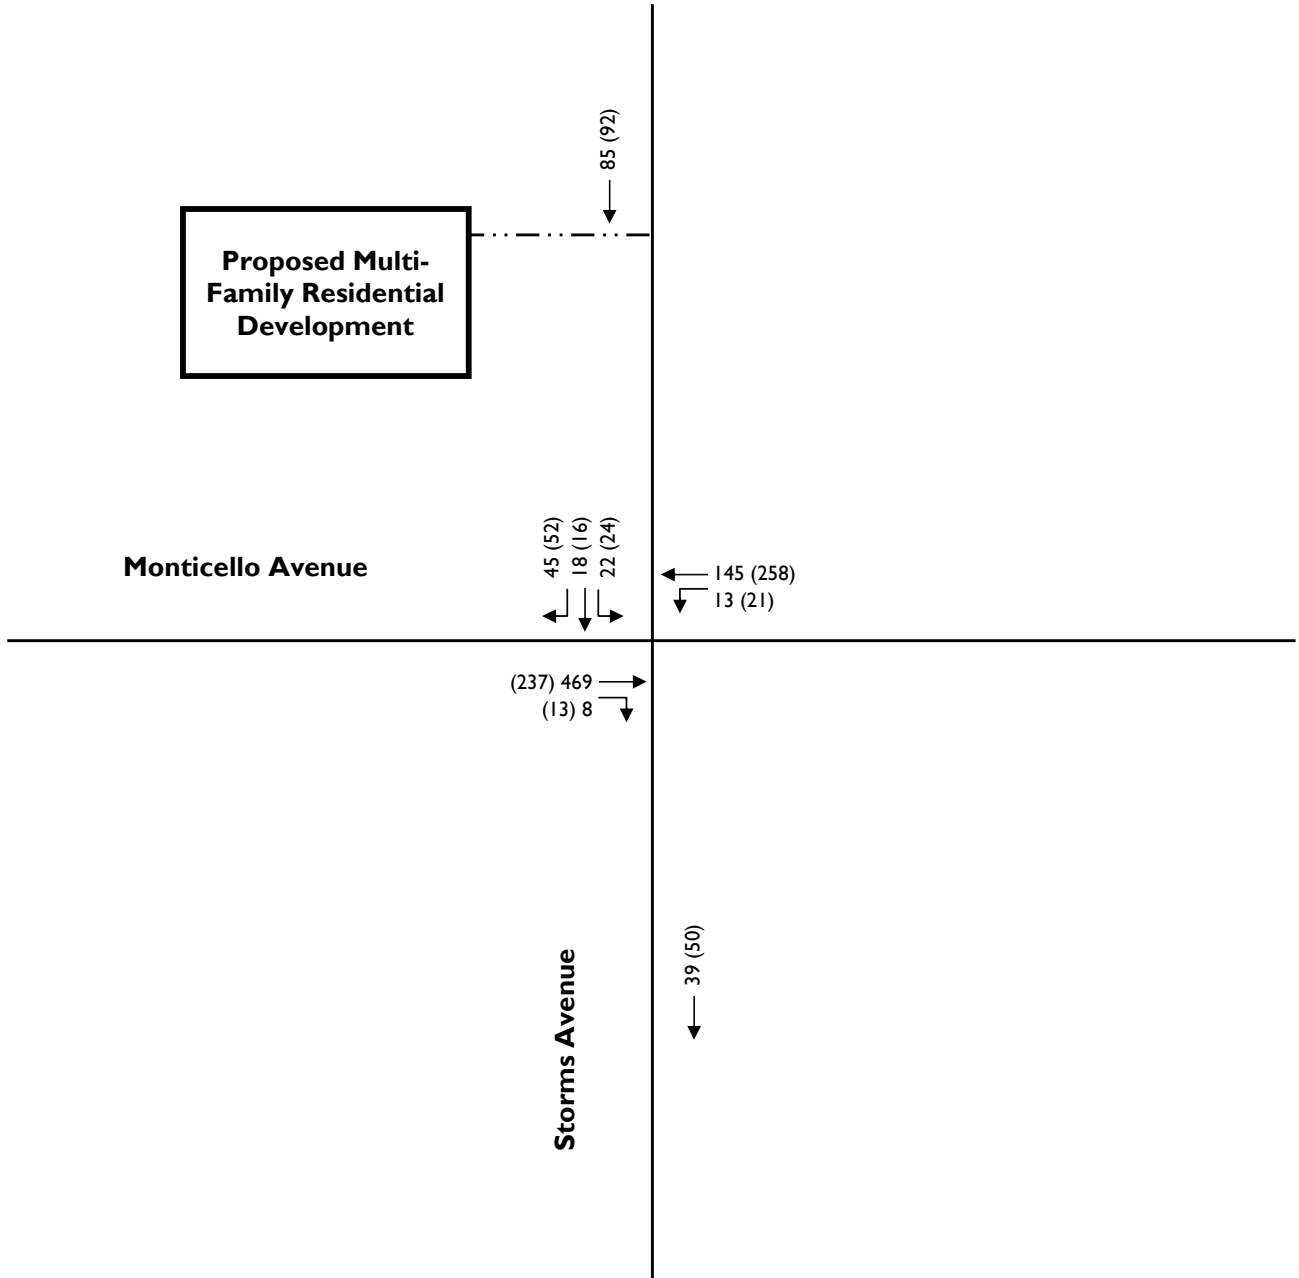 85 (92)
Proposed Multi-
Family Residential
Development
Monticello Avenue
45 (52)
18 (16)
22 (24)
145 (258)
13 (21)
(237) 469
(13) 8
Storms Avenue
39 (50)